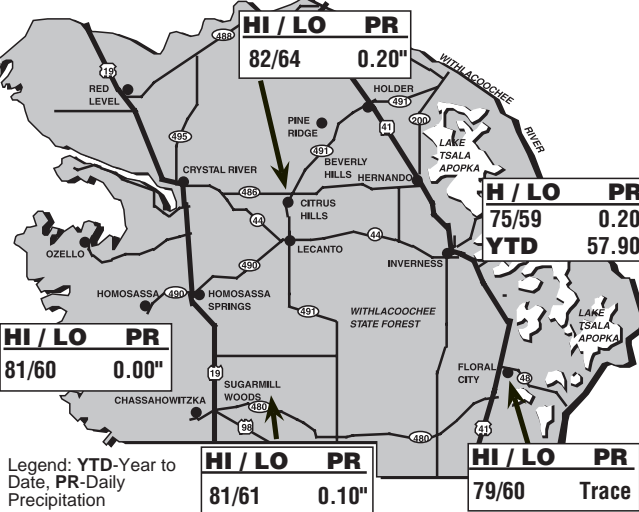 HI / LO PR
82/64 0.20"
488
19
RED
LEVEL
HOLDER
491
WITHLACOOCHEE
RIVER
PINE
RIDGE
41
200
495
491
BEVERLY
HILLS
LAKE
TSALA
APOPKA
CRYSTAL RIVER
HERNANDO
486
CITRUS
HILLS
HI / LO PR
75/59 0.20
YTD 57.90
44
44
OZELLO
LECANTO
INVERNESS
490
HOMOSASSA
490
HOMOSASSA
SPRINGS
491
WITHLACOOCHEE
STATE FOREST
LAKE
TSALA
APOPKA
HI / LO PR
81/60 0.00"
19
FLORAL
CITY
48
SUGARMILL
WOODS
CHASSAHOWITZKA
480
98
480
41
Legend: YTD-Year to
Date, PR-Daily
Precipitation
HI / LO PR
81/61 0.10"
HI / LO PR
79/60 Trace